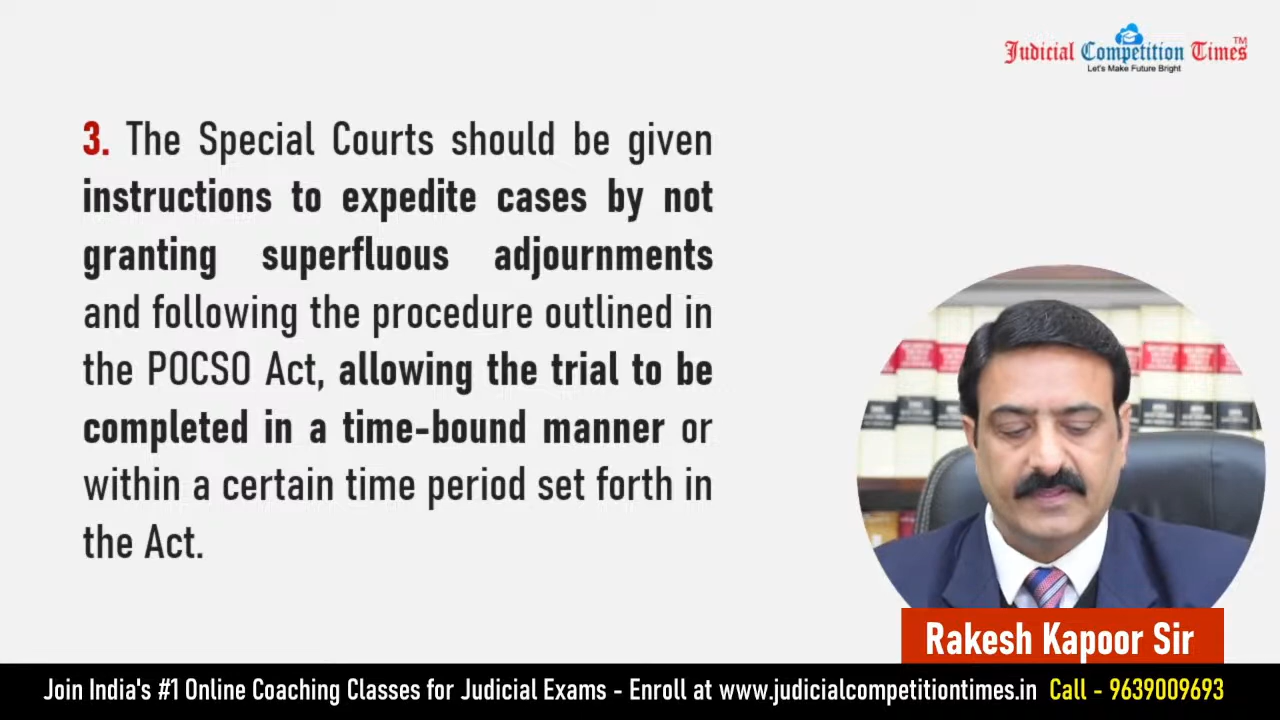 Judicial Competition Times™
Let's Make Future Bright
3. The Special Courts should be given
instructions to expedite cases by not
granting superfluous adjournments
and following the procedure outlined in
the POCSO Act, allowing the trial to be
completed in a time-bound manner or
within a certain time period set forth in
the Act.
Rakesh Kapoor Sir
Join India's #1 Online Coaching Classes for Judicial Exams - Enroll at www.judicialcompetitiontimes.in Call - 9639009693